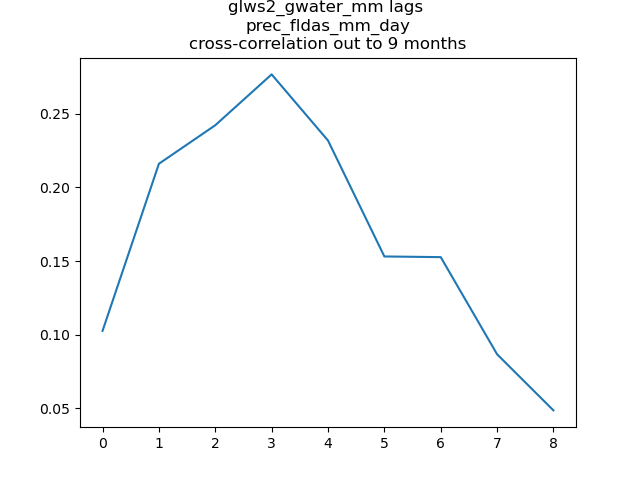 glws2_gwater_mm lags
prec_fldas_mm_day
cross-correlation out to 9 months
0.25
0.20
0.15
0.10
0.05
0 1 2 3 4 5 6 7 8